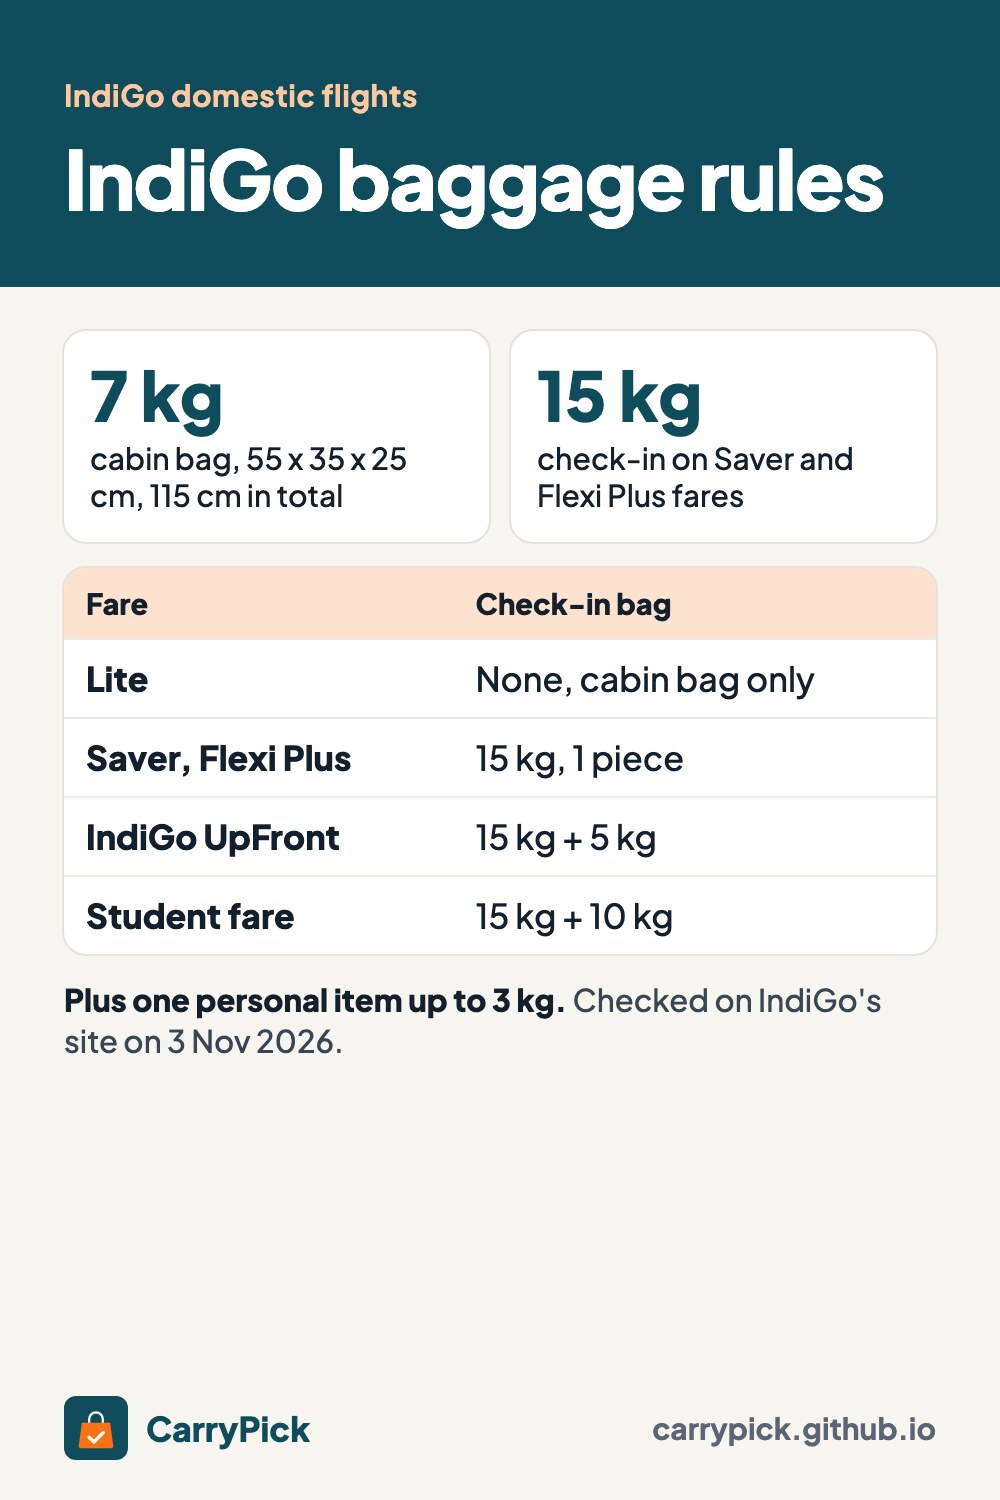 IndiGo domestic flights
IndiGo baggage rules
7 kg
cabin bag, 55 x 35 x 25
cm, 115 cm in total
15 kg
check-in on Saver and
Flexi Plus fares
Fare Check-in bag
Lite None, cabin bag only
Saver, Flexi Plus 15 kg, 1 piece
IndiGo UpFront 15 kg + 5 kg
Student fare 15 kg + 10 kg
Plus one personal item up to 3 kg. Checked on IndiGo's
site on 3 Nov 2026.
CarryPick carrypick.github.io